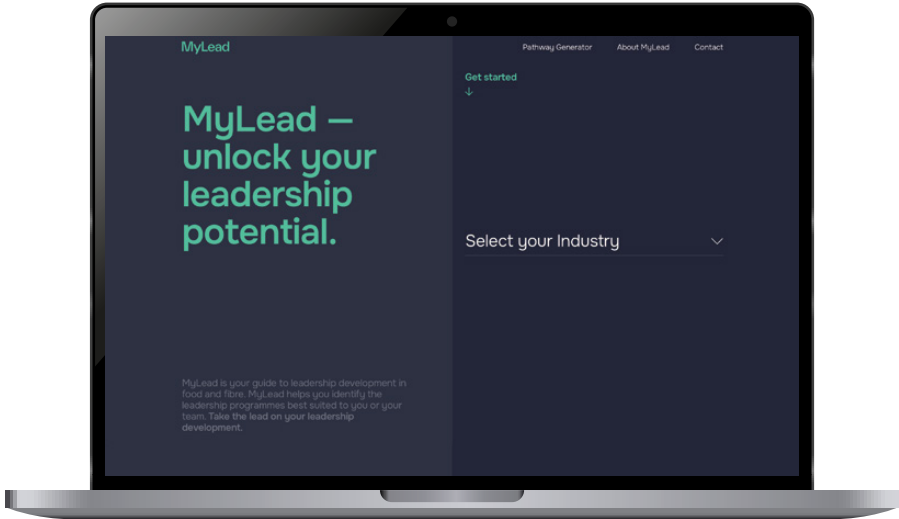 MyLead
Pathway Generator About MyLead Contact
Get started
MyLead —
unlock your
leadership
potential.
Select your Industry
MyLead is your guide to leadership development in
food and fibre. MyLead helps you identify the
leadership programmes best suited to you or your
team. Take the lead on your leadership
development.